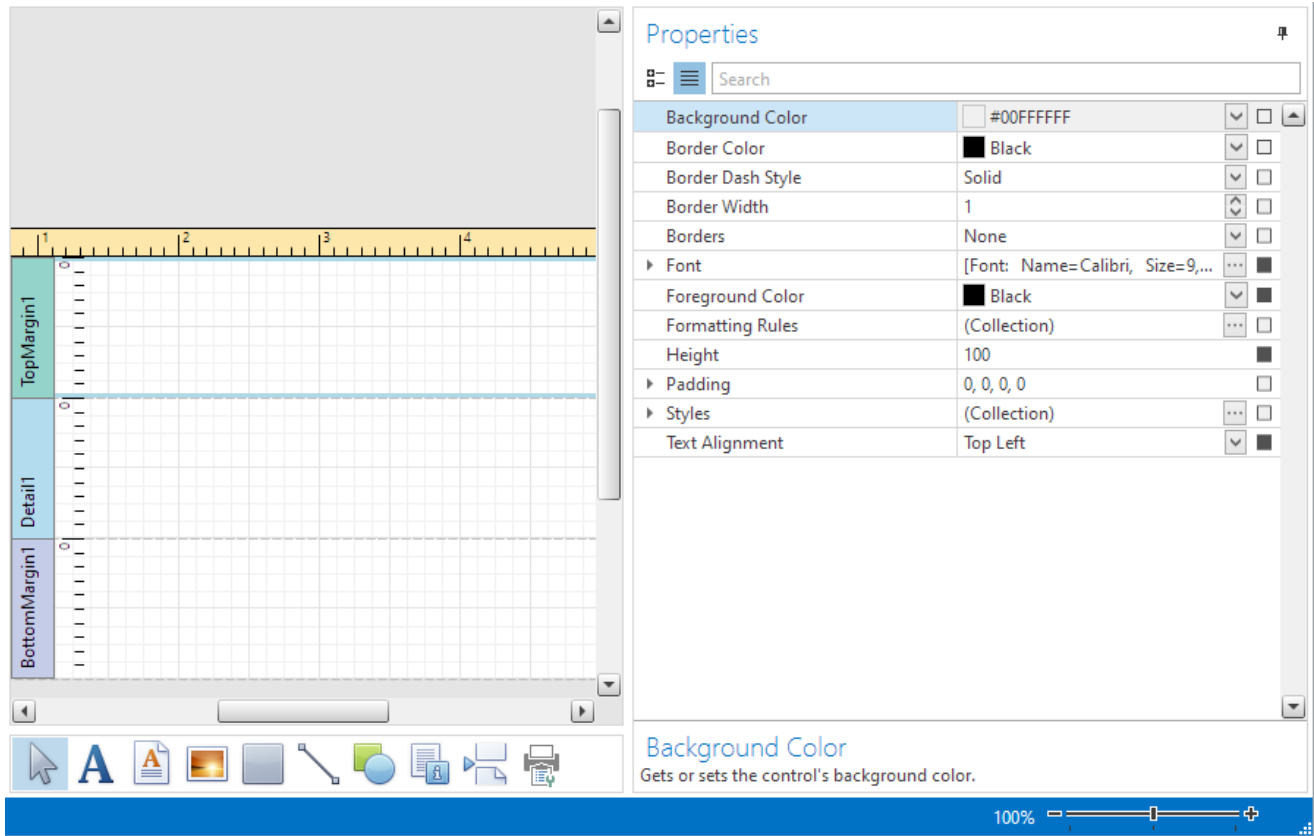 Properties
Search
Background Color #00FFFFFF
Border Color Black
Border Dash Style Solid
Border Width 1
Borders None
Font [Font: Name=Calibri, Size=9,...
Foreground Color Black
Formatting Rules (Collection)
Height 100
Padding 0, 0, 0, 0
Styles (Collection)
Text Alignment Top Left
1 2 3 4
0
TopMargin1
0
Detail1
0
BottomMargin1
A
A
i
Background Color
Gets or sets the control's background color.
100%